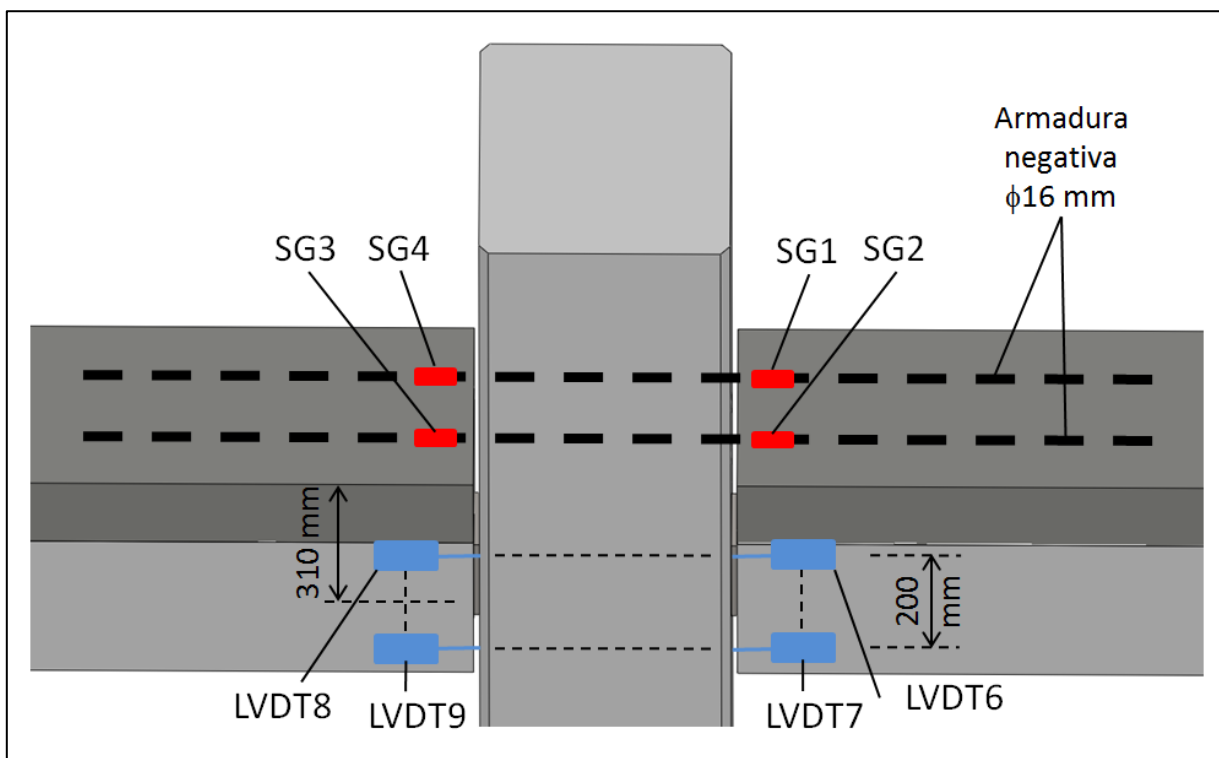 Armadura
negativa
ϕ16 mm
SG3 SG4 SG1 SG2
310 mm
200
mm
LVDT8 LVDT9 LVDT7 LVDT6